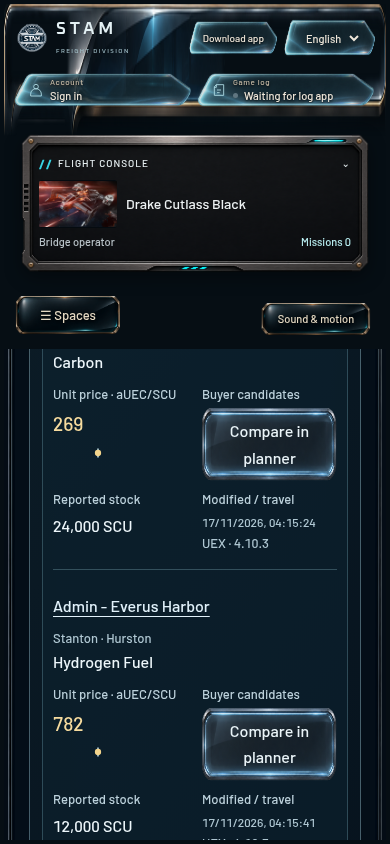 STAM
FREIGHT DIVISION
Download app
English
Account
Sign in
Game log
Waiting for log app
// FLIGHT CONSOLE
Drake Cutlass Black
Bridge operator
Missions 0
☰ Spaces
Sound & motion
Carbon
Unit price · aUEC/SCU
Buyer candidates
269
Compare in
planner
Reported stock
Modified / travel
24,000 SCU
17/11/2026, 04:15:24
UEX · 4.10.3
Admin - Everus Harbor
Stanton · Hurston
Hydrogen Fuel
Unit price · aUEC/SCU
Buyer candidates
782
Compare in
planner
Reported stock
Modified / travel
12,000 SCU
17/11/2026, 04:15:41